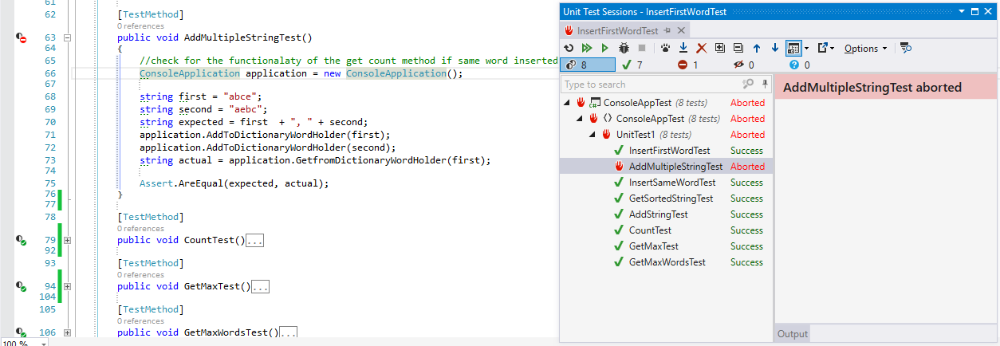 61
62 [TestMethod]
0 references
63 public void AddMultipleStringTest()
64 {
65 //check for the functionalaty of the get count method if same word inserted
66 ConsoleApplication application = new ConsoleApplication();
67
68 string first = "abce";
69 string second = "aebc";
70 string expected = first + ", " + second;
71 application.AddToDictionaryWordHolder(first);
72 application.AddToDictionaryWordHolder(second);
73 string actual = application.GetfromDictionaryWordHolder(first);
74
75 Assert.AreEqual(expected, actual);
76 }
77
78 [TestMethod]
0 references
79 public void CountTest()...
92
93 [TestMethod]
0 references
94 public void GetMaxTest()...
104
105 [TestMethod]
0 references
106 public void GetMaxWordsTest()...
100 %
Unit Test Sessions - InsertFirstWordTest
InsertFirstWordTest
Options
8 7 1 0 0
Type to search
ConsoleAppTest (8 tests) Aborted
ConsoleAppTest (8 tests) Aborted
UnitTest1 (8 tests) Aborted
InsertFirstWordTest Success
AddMultipleStringTest Aborted
InsertSameWordTest Success
GetSortedStringTest Success
AddStringTest Success
CountTest Success
GetMaxTest Success
GetMaxWordsTest Success
AddMultipleStringTest aborted
Output